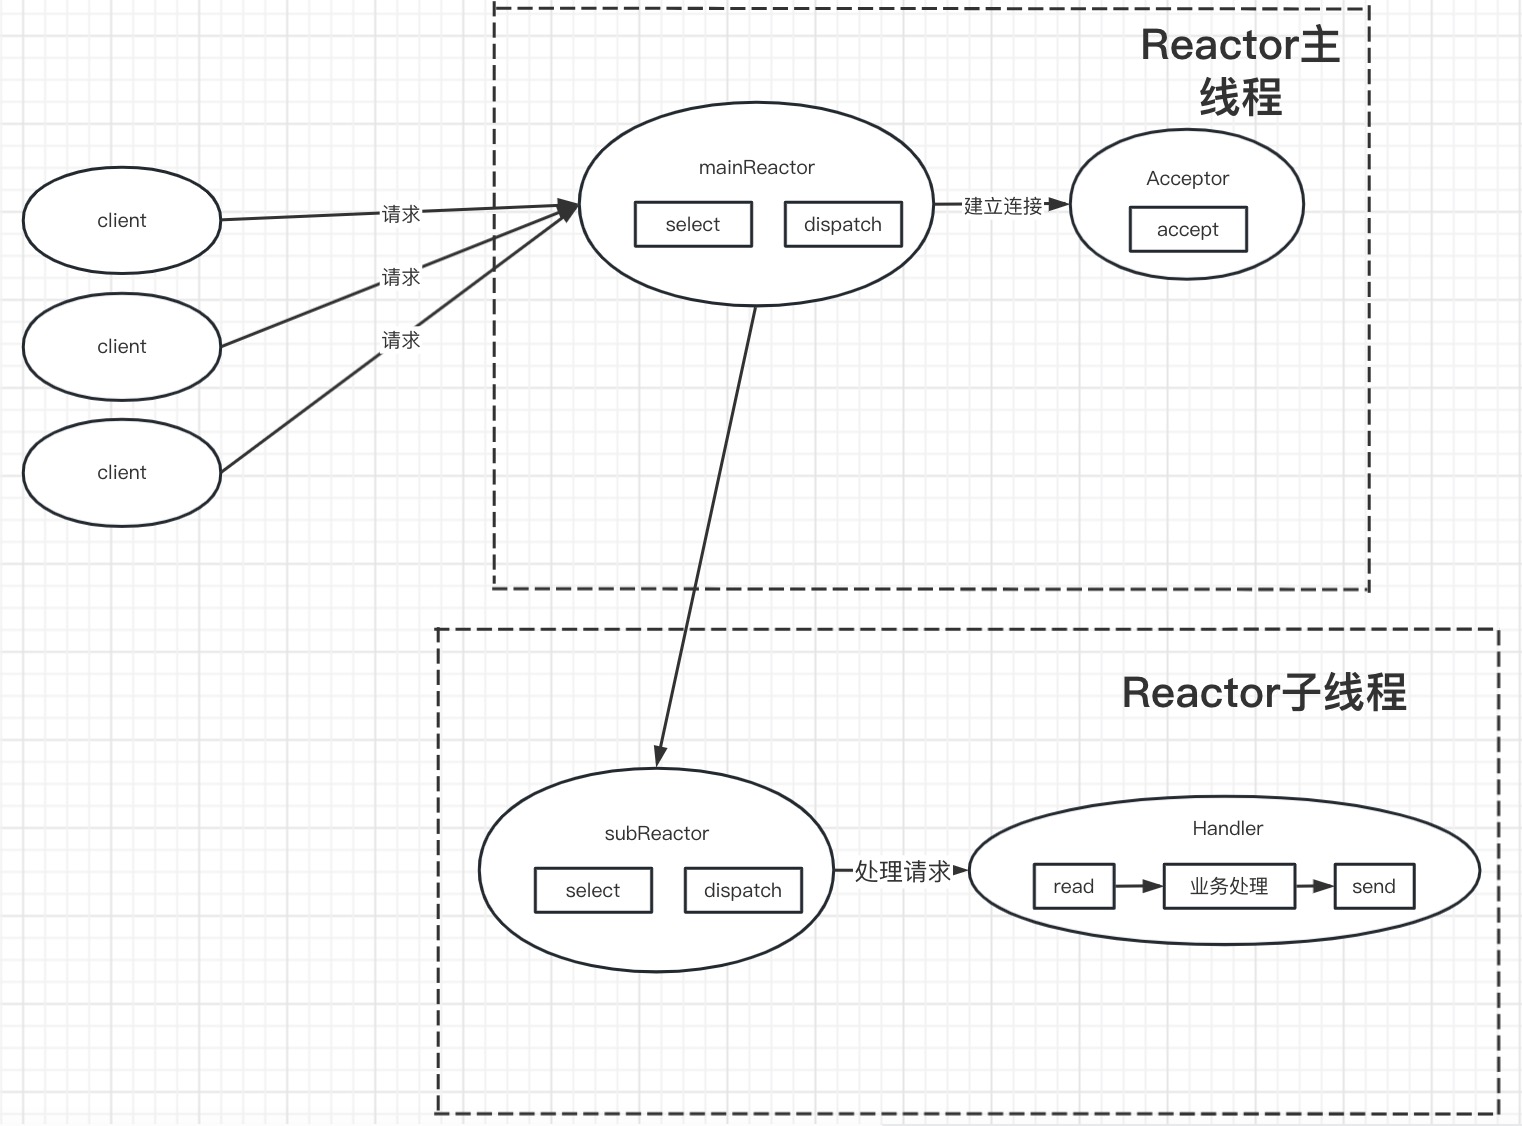 Reactor主
线程
mainReactor
select
dispatch
建立连接
Acceptor
accept
client
请求
client
请求
client
请求
Reactor子线程
subReactor
select
dispatch
处理请求
Handler
read
业务处理
send